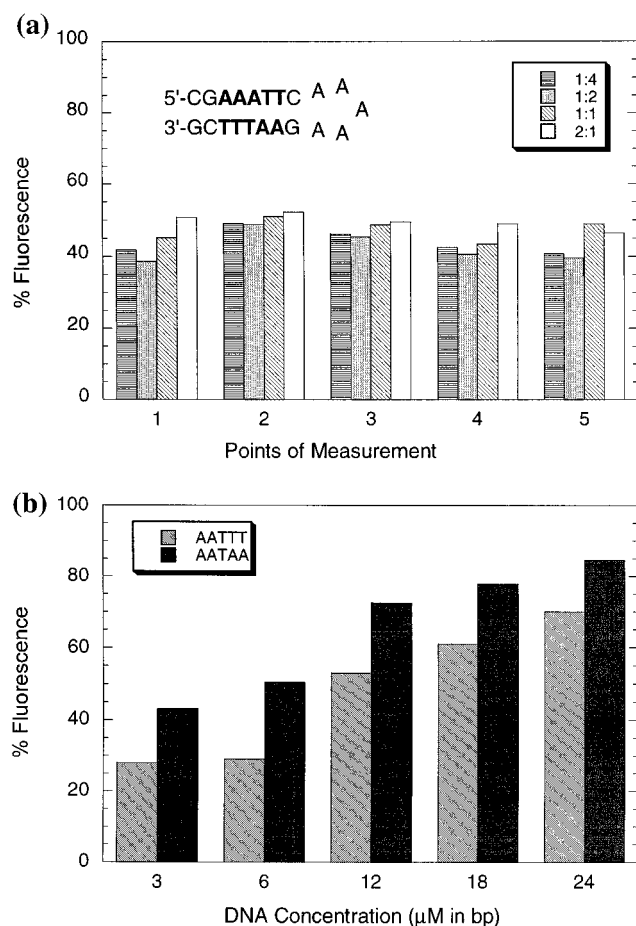 (a)
100
80
60
40
20
0
% Fluorescence
5'-CGAAATTC A A
A
3'-GCTTTAAG A A
1:4
1:2
1:1
2:1
1 2 3 4 5
Points of Measurement
(b)
100
80
60
40
20
0
% Fluorescence
AATTT
AATAA
3 6 12 18 24
DNA Concentration (μM in bp)